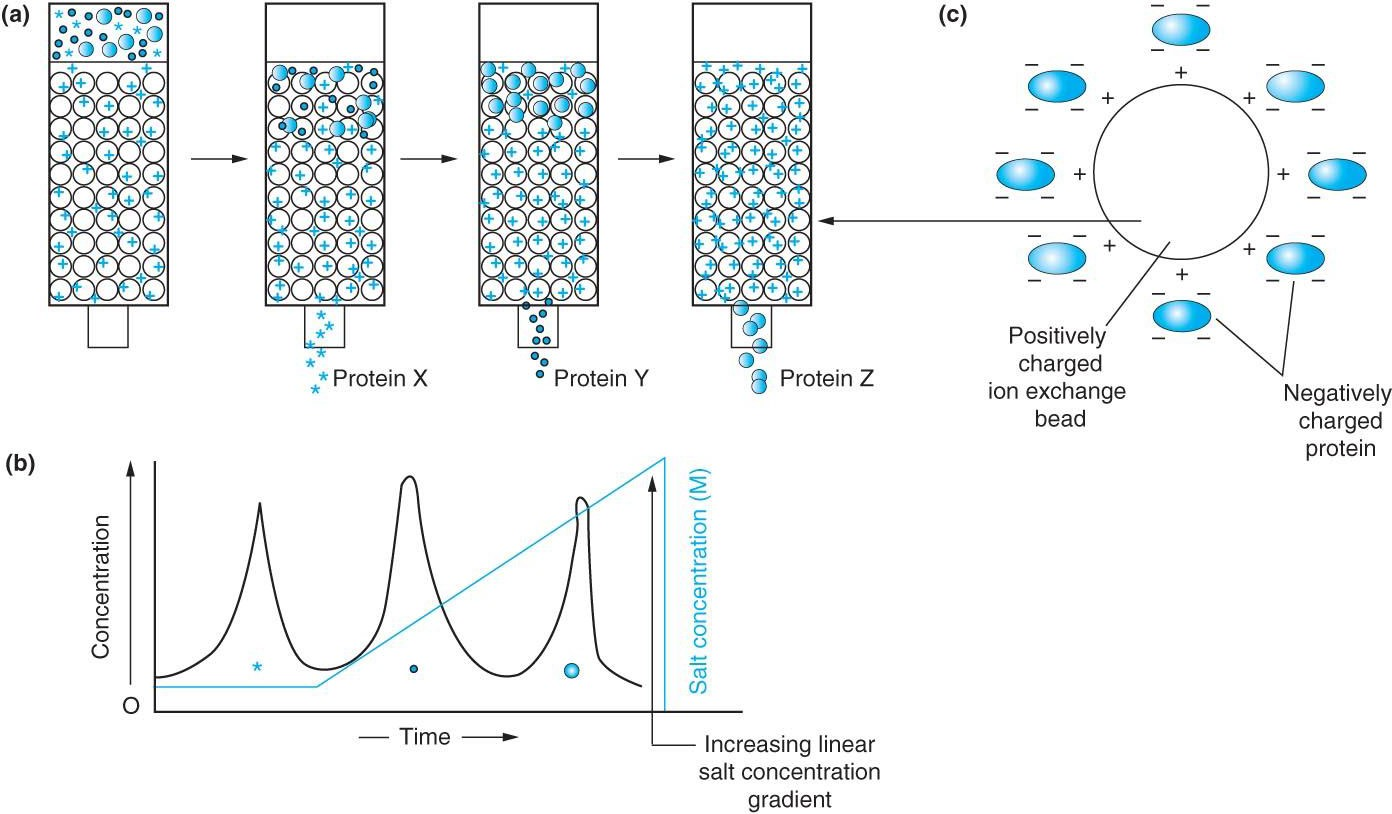 (a)
Protein X
Protein Y
Protein Z
(c)
Positively
charged
ion exchange
bead
Negatively
charged
protein
(b)
Concentration
O
Time
Salt concentration (M)
Increasing linear
salt concentration
gradient